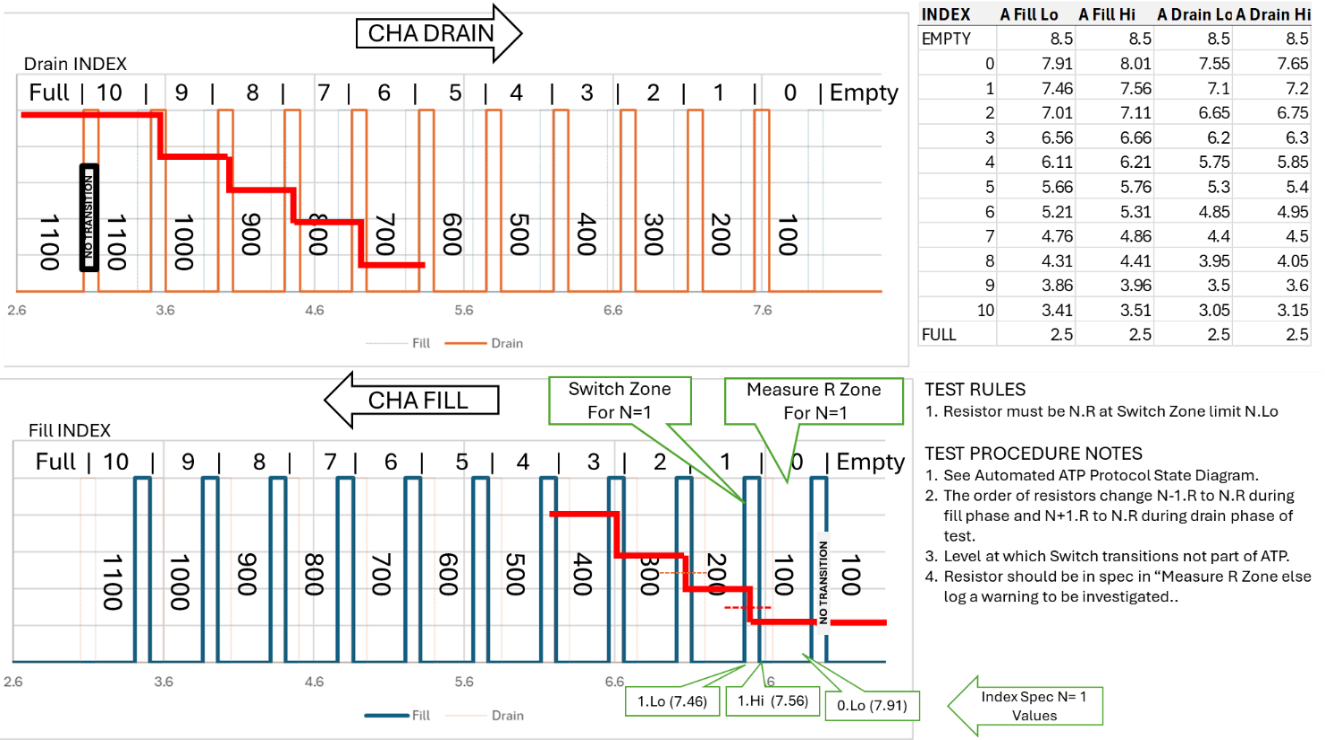 CHA DRAIN
Drain INDEX
Full | 10 | 9 | 8 | 7 | 6 | 5 | 4 | 3 | 2 | 1 | 0 | Empty
1100
NO TRANSITION
1100
1000
900
800
700
600
500
400
300
200
100
2.6 3.6 4.6 5.6 6.6 7.6
Fill Drain
INDEX A Fill Lo A Fill Hi A Drain Lo A Drain Hi
EMPTY 8.5 8.5 8.5 8.5
0 7.91 8.01 7.55 7.65
1 7.46 7.56 7.1 7.2
2 7.01 7.11 6.65 6.75
3 6.56 6.66 6.2 6.3
4 6.11 6.21 5.75 5.85
5 5.66 5.76 5.3 5.4
6 5.21 5.31 4.85 4.95
7 4.76 4.86 4.4 4.5
8 4.31 4.41 3.95 4.05
9 3.86 3.96 3.5 3.6
10 3.41 3.51 3.05 3.15
FULL 2.5 2.5 2.5 2.5
CHA FILL
Switch Zone
For N=1
Measure R Zone
For N=1
Fill INDEX
Full | 10 | 9 | 8 | 7 | 6 | 5 | 4 | 3 | 2 | 1 | 0 | Empty
1100
1000
900
800
700
600
500
400
300
200
100
NO TRANSITION
100
2.6 3.6 4.6 5.6 6.6
Fill Drain
1.Lo (7.46)
1.Hi (7.56)
0.Lo (7.91)
Index Spec N= 1
Values
TEST RULES
1. Resistor must be N.R at Switch Zone limit N.Lo
TEST PROCEDURE NOTES
1. See Automated ATP Protocol State Diagram.
2. The order of resistors change N-1.R to N.R during
fill phase and N+1.R to N.R during drain phase of
test.
3. Level at which Switch transitions not part of ATP.
4. Resistor should be in spec in “Measure R Zone else
log a warning to be investigated..